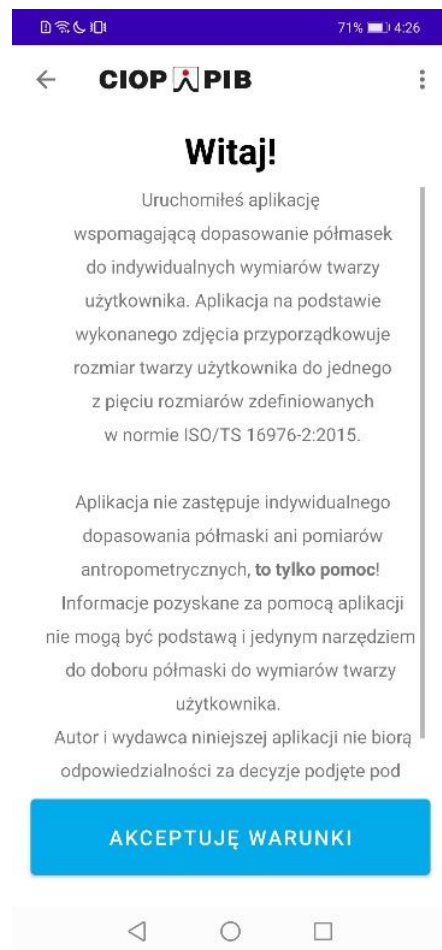 71% 4:26
CIOP PIB
Witaj!
Uruchomiłeś aplikację
wspomagającą dopasowanie półmasek
do indywidualnych wymiarów twarzy
użytkownika. Aplikacja na podstawie
wykonanego zdjęcia przyporządkowuje
rozmiar twarzy użytkownika do jednego
z pięciu rozmiarów zdefiniowanych
w normie ISO/TS 16976-2:2015.
Aplikacja nie zastępuje indywidualnego
dopasowania półmaski ani pomiarów
antropometrycznych, to tylko pomoc!
Informacje pozyskane za pomocą aplikacji
nie mogą być podstawą i jedynym narzędziem
do doboru półmaski do wymiarów twarzy
użytkownika.
Autor i wydawca niniejszej aplikacji nie biorą
odpowiedzialności za decyzje podjęte pod
AKCEPTUJĘ WARUNKI